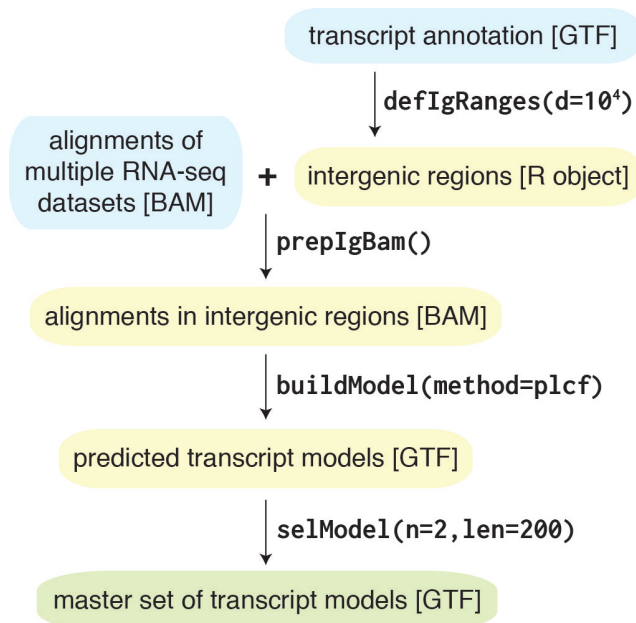 transcript annotation [GTF]
defIgRanges(d=10⁴)
alignments of
multiple RNA-seq
datasets [BAM]
+
intergenic regions [R object]
prepIgBam()
alignments in intergenic regions [BAM]
buildModel(method=plcf)
predicted transcript models [GTF]
selModel(n=2,len=200)
master set of transcript models [GTF]